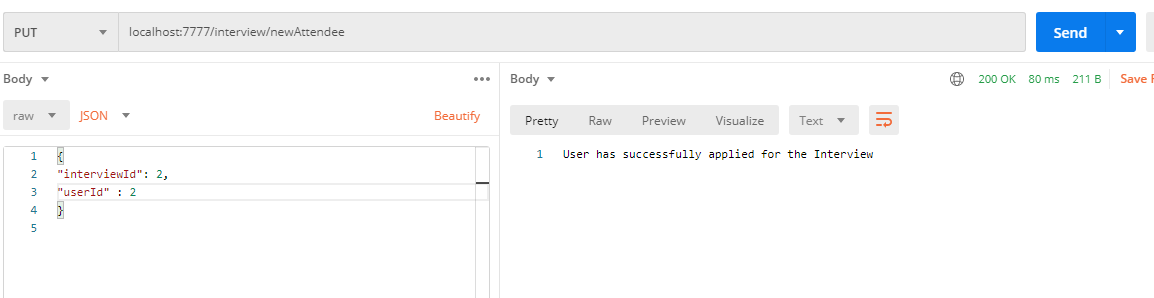 PUT localhost:7777/interview/newAttendee Send
Body
raw JSON Beautify
1 {
2 "interviewId": 2,
3 "userId" : 2
4 }
5
Body 200 OK 80 ms 211 B Save
Pretty Raw Preview Visualize Text
1 User has successfully applied for the Interview